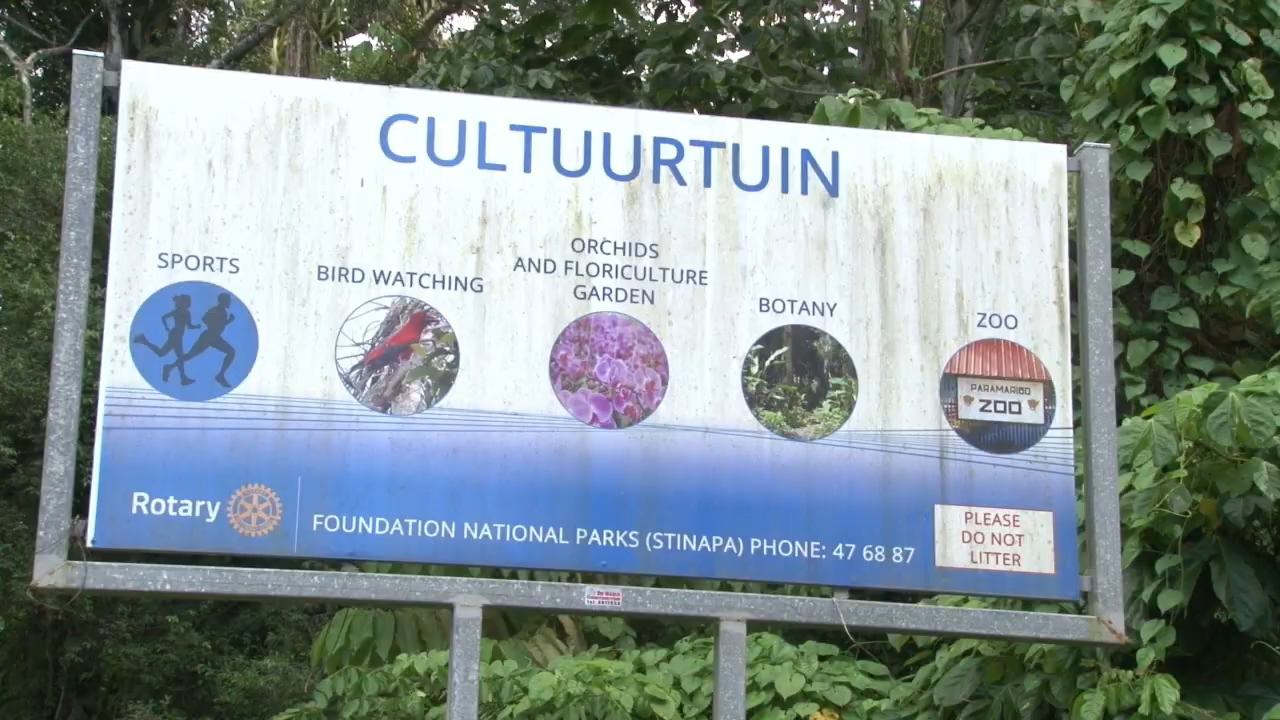 CULTUURTUIN
SPORTS
BIRD WATCHING
ORCHIDS
AND FLORICULTURE
GARDEN
BOTANY
ZOO
PARAMARIBO
ZOO
Rotary
FOUNDATION NATIONAL PARKS (STINAPA) PHONE: 47 68 87
PLEASE
DO NOT
LITTER